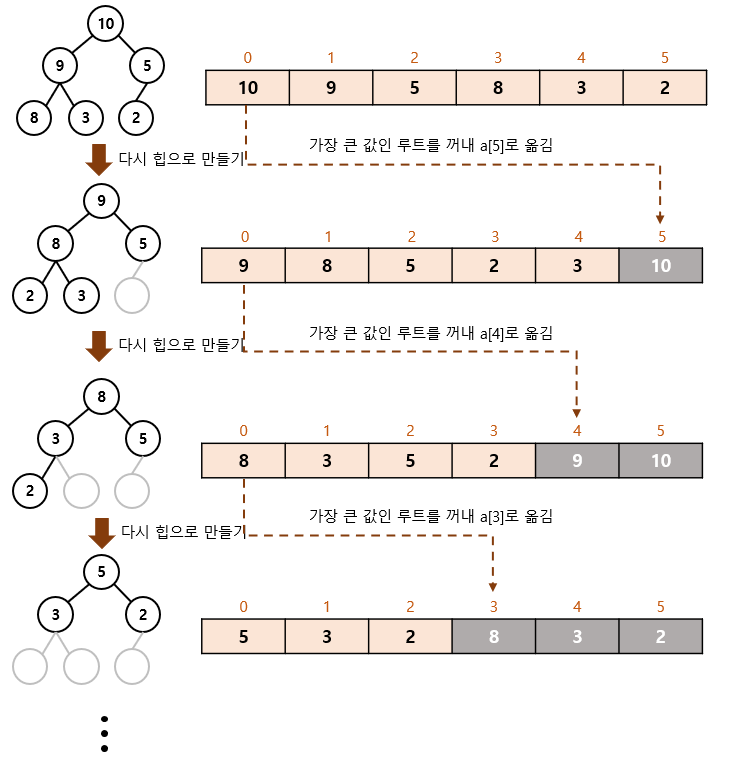 10
9 5
8 3 2
0 1 2 3 4 5
10 9 5 8 3 2
다시 힙으로 만들기
가장 큰 값인 루트를 꺼내 a[5]로 옮김
9
8 5
2 3
0 1 2 3 4 5
9 8 5 2 3 10
다시 힙으로 만들기
가장 큰 값인 루트를 꺼내 a[4]로 옮김
8
3 5
2
0 1 2 3 4 5
8 3 5 2 9 10
다시 힙으로 만들기
가장 큰 값인 루트를 꺼내 a[3]로 옮김
5
3 2
0 1 2 3 4 5
5 3 2 8 3 2